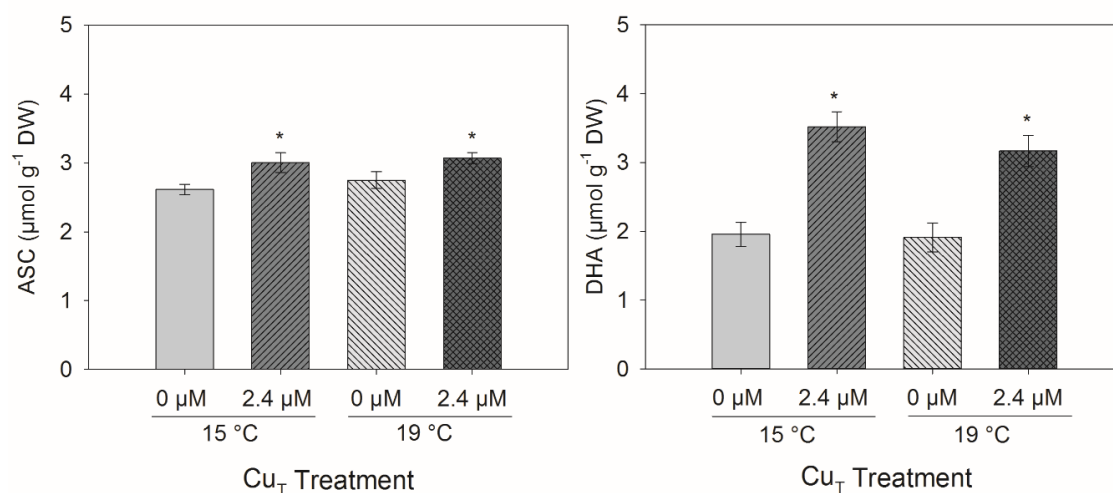 ASC (µmol g⁻¹ DW)
5
4
3
2
1
0
* *
0 µM 2.4 µM 0 µM 2.4 µM
15 °C 19 °C
Cu_T Treatment
DHA (µmol g⁻¹ DW)
5
4
3
2
1
0
* *
0 µM 2.4 µM 0 µM 2.4 µM
15 °C 19 °C
Cu_T Treatment